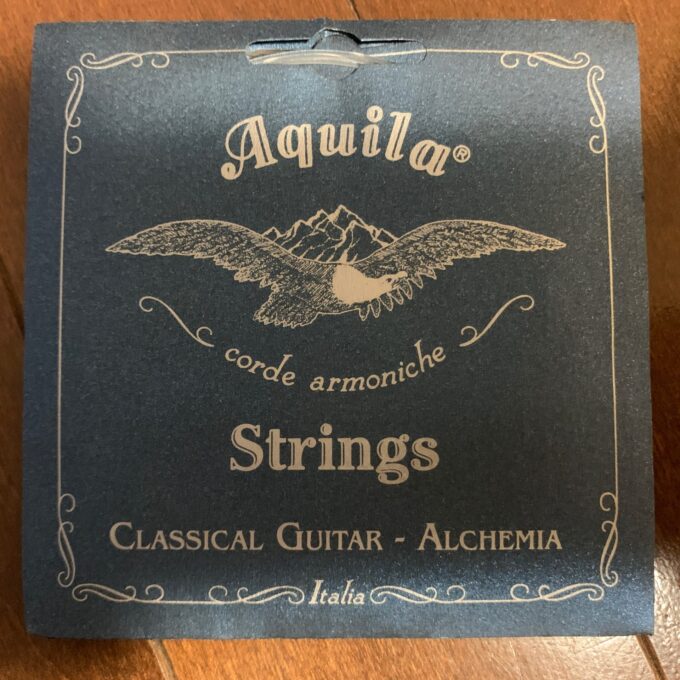 Aquila®
corde armoniche
Strings
CLASSICAL GUITAR - ALCHEMIA
Italia